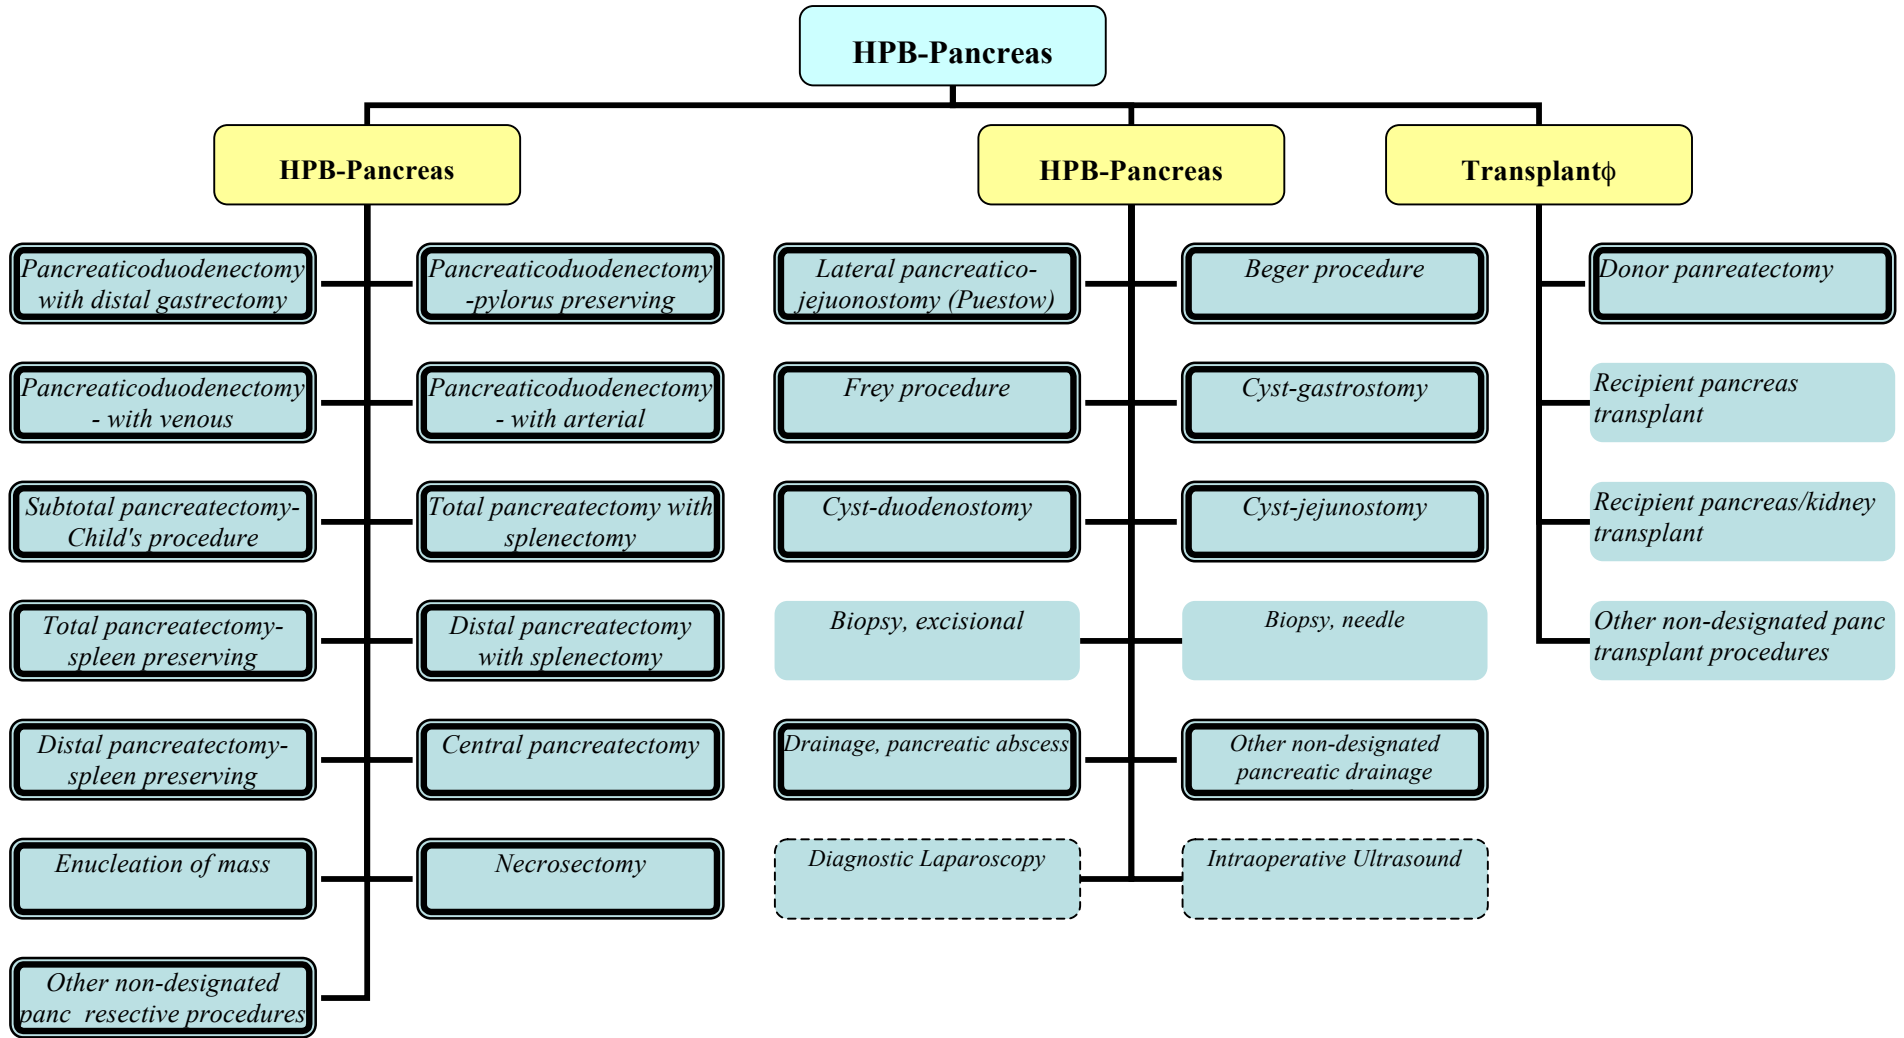 HPB-Pancreas
HPB-Pancreas
HPB-Pancreas
Transplantϕ
Pancreaticoduodenectomy
with distal gastrectomy
Pancreaticoduodenectomy
-pylorus preserving
Lateral pancreatico-
jejuonostomy (Puestow)
Beger procedure
Donor panreatectomy
Pancreaticoduodenectomy
- with venous
Pancreaticoduodenectomy
- with arterial
Frey procedure
Cyst-gastrostomy
Recipient pancreas
transplant
Subtotal pancreatectomy-
Child's procedure
Total pancreatectomy with
splenectomy
Cyst-duodenostomy
Cyst-jejunostomy
Recipient pancreas/kidney
transplant
Total pancreatectomy-
spleen preserving
Distal pancreatectomy
with splenectomy
Biopsy, excisional
Biopsy, needle
Other non-designated panc
transplant procedures
Distal pancreatectomy-
spleen preserving
Central pancreatectomy
Drainage, pancreatic abscess
Other non-designated
pancreatic drainage
Enucleation of mass
Necrosectomy
Diagnostic Laparoscopy
Intraoperative Ultrasound
Other non-designated
panc resective procedures